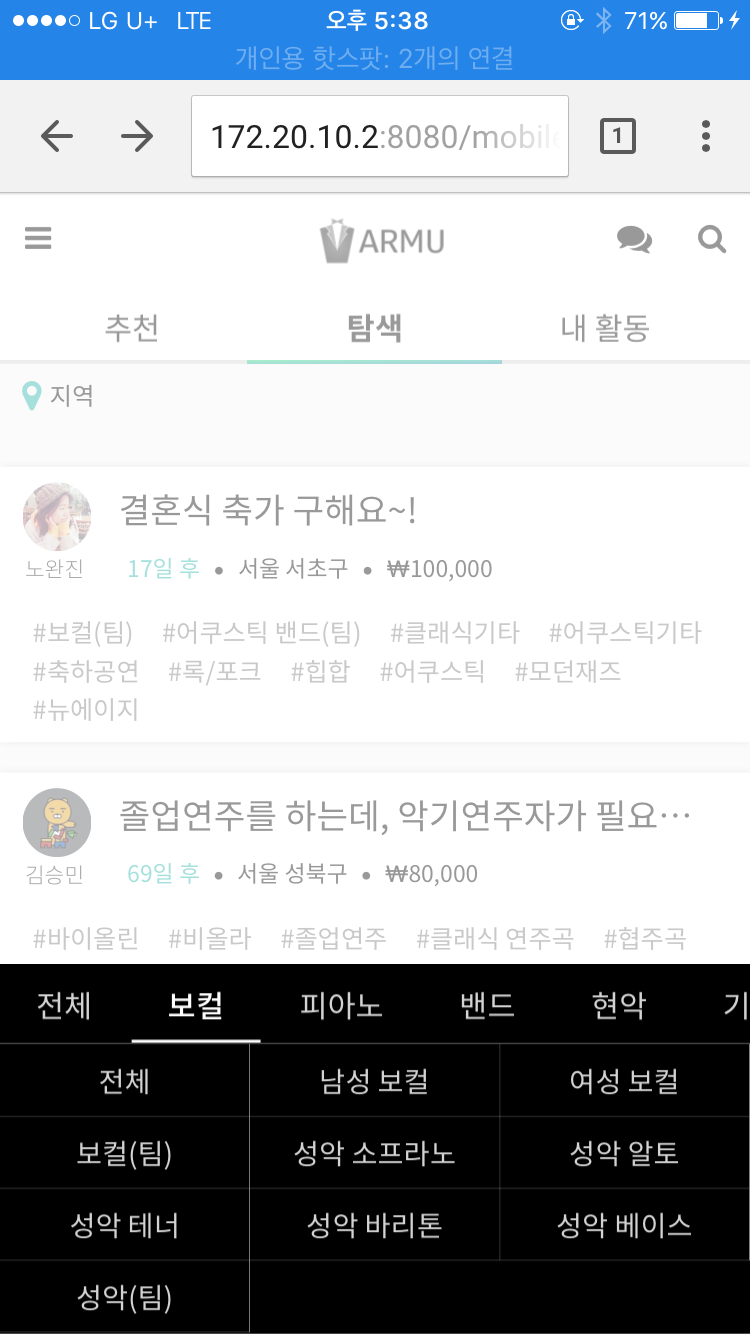 LG U+ LTE 오후 5:38 71%
개인용 핫스팟: 2개의 연결
172.20.10.2:8080/mobile 1
ARMU
추천 탐색 내 활동
지역
결혼식 축가 구해요~!
노완진 17일 후 • 서울 서초구 • ₩100,000
#보컬(팀) #어쿠스틱 밴드(팀) #클래식기타 #어쿠스틱기타
#축하공연 #록/포크 #힙합 #어쿠스틱 #모던재즈
#뉴에이지
졸업연주를 하는데, 악기연주자가 필요…
김승민 69일 후 • 서울 성북구 • ₩80,000
#바이올린 #비올라 #졸업연주 #클래식 연주곡 #협주곡
전체 보컬 피아노 밴드 현악 기
전체 남성 보컬 여성 보컬
보컬(팀) 성악 소프라노 성악 알토
성악 테너 성악 바리톤 성악 베이스
성악(팀)